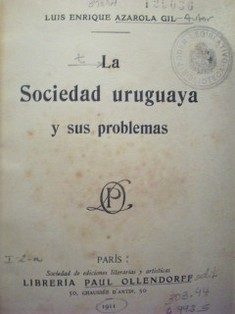 LUIS ENRIQUE AZAROLA GIL
La
Sociedad uruguaya
y sus problemas
PARÍS:
Sociedad de ediciones literarias y artísticas
LIBRERÍA PAUL OLLENDORFF
50, CHAUSSÉE D'ANTIN, 50
1911